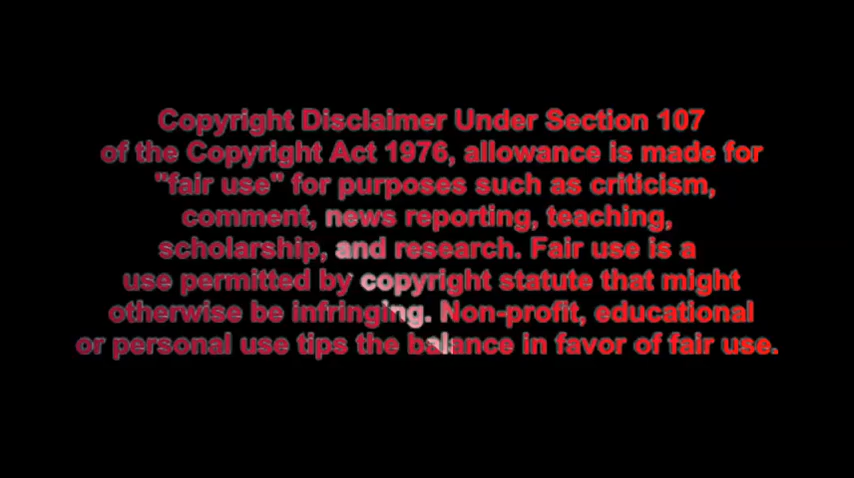 Copyright Disclaimer Under Section 107
of the Copyright Act 1976, allowance is made for
"fair use" for purposes such as criticism,
comment, news reporting, teaching,
scholarship, and research. Fair use is a
use permitted by copyright statute that might
otherwise be infringing. Non-profit, educational
or personal use tips the balance in favor of fair use.